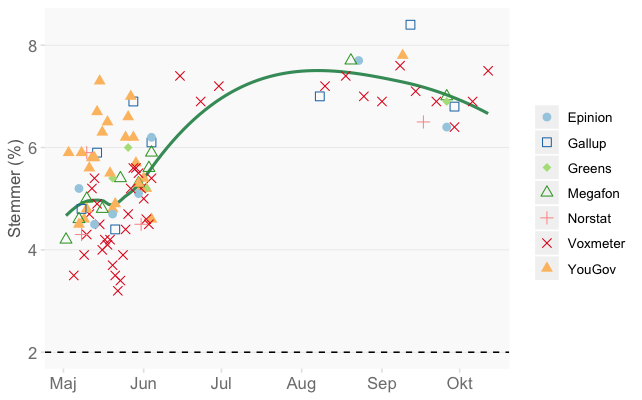 8
6
4
2
Stemmer (%)
Maj Jun Jul Aug Sep Okt
Epinion
Gallup
Greens
Megafon
Norstat
Voxmeter
YouGov